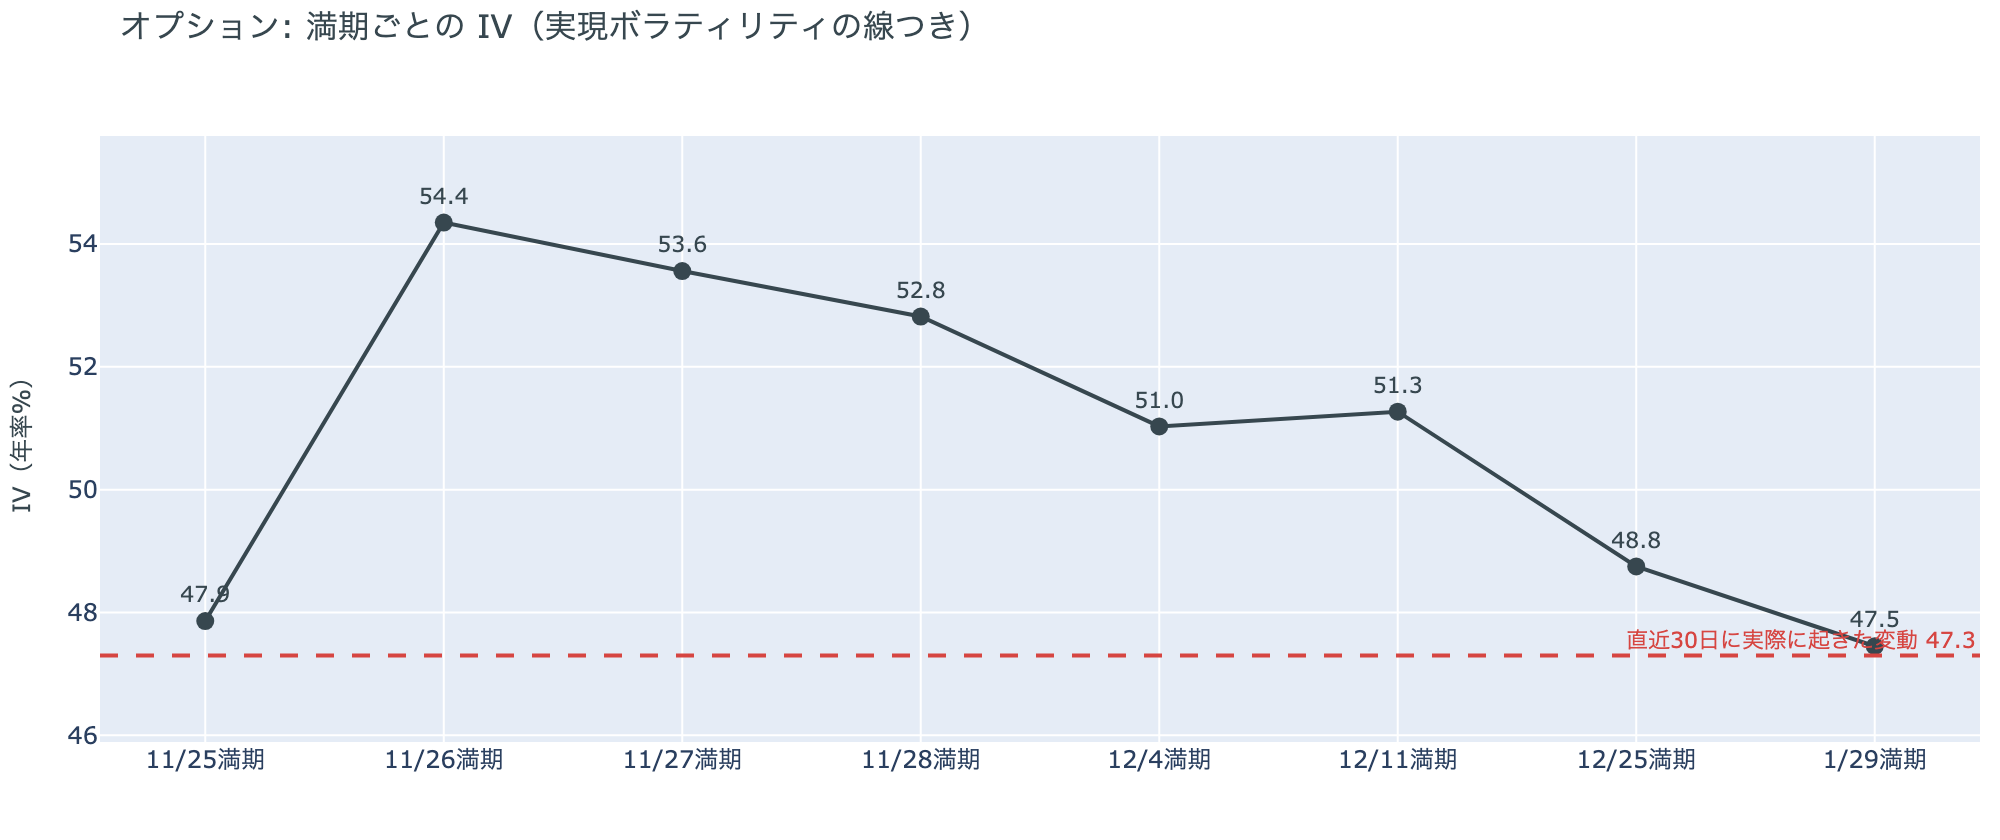 オプション: 満期ごとの IV（実現ボラティリティの線つき）
IV（年率%）
54
52
50
48
46
47.9
54.4
53.6
52.8
51.0
51.3
48.8
47.5
直近30日に実際に起きた変動 47.3
11/25満期
11/26満期
11/27満期
11/28満期
12/4満期
12/11満期
12/25満期
1/29満期